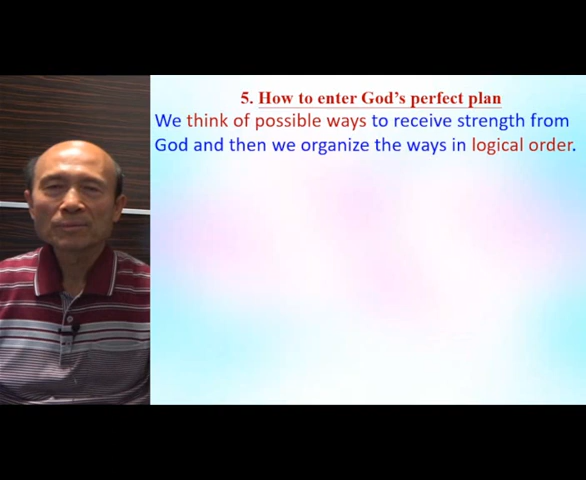 5. How to enter God’s perfect plan
We think of possible ways to receive strength from
God and then we organize the ways in logical order.